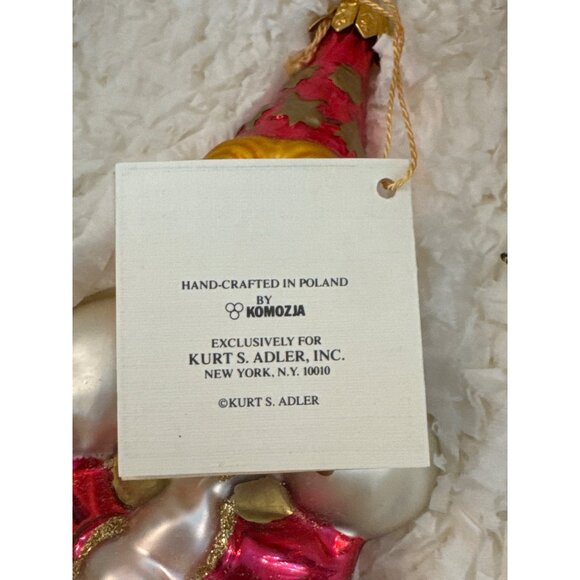 HAND-CRAFTED IN POLAND
BY
KOMOZJA
EXCLUSIVELY FOR
KURT S. ADLER, INC.
NEW YORK, N.Y. 10010
©KURT S. ADLER